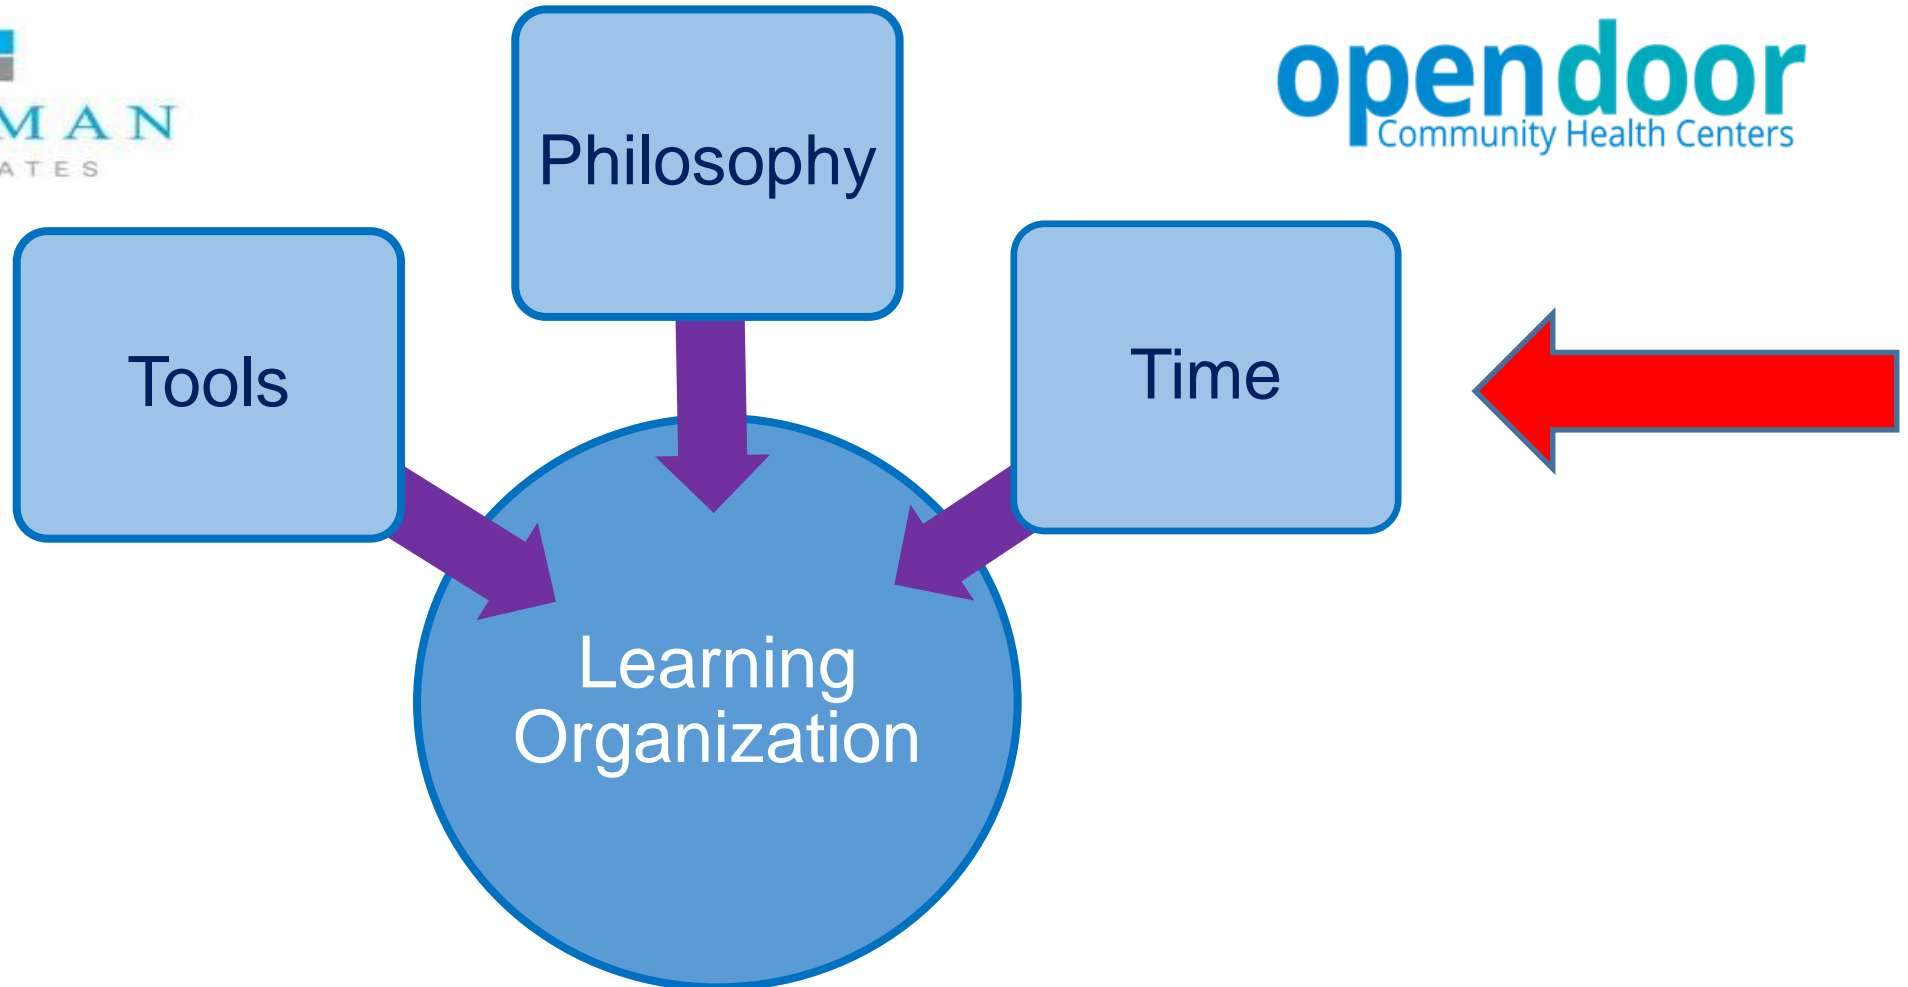 MAN
ATES
opendoor
Community Health Centers
Philosophy
Tools
Time
Learning
Organization